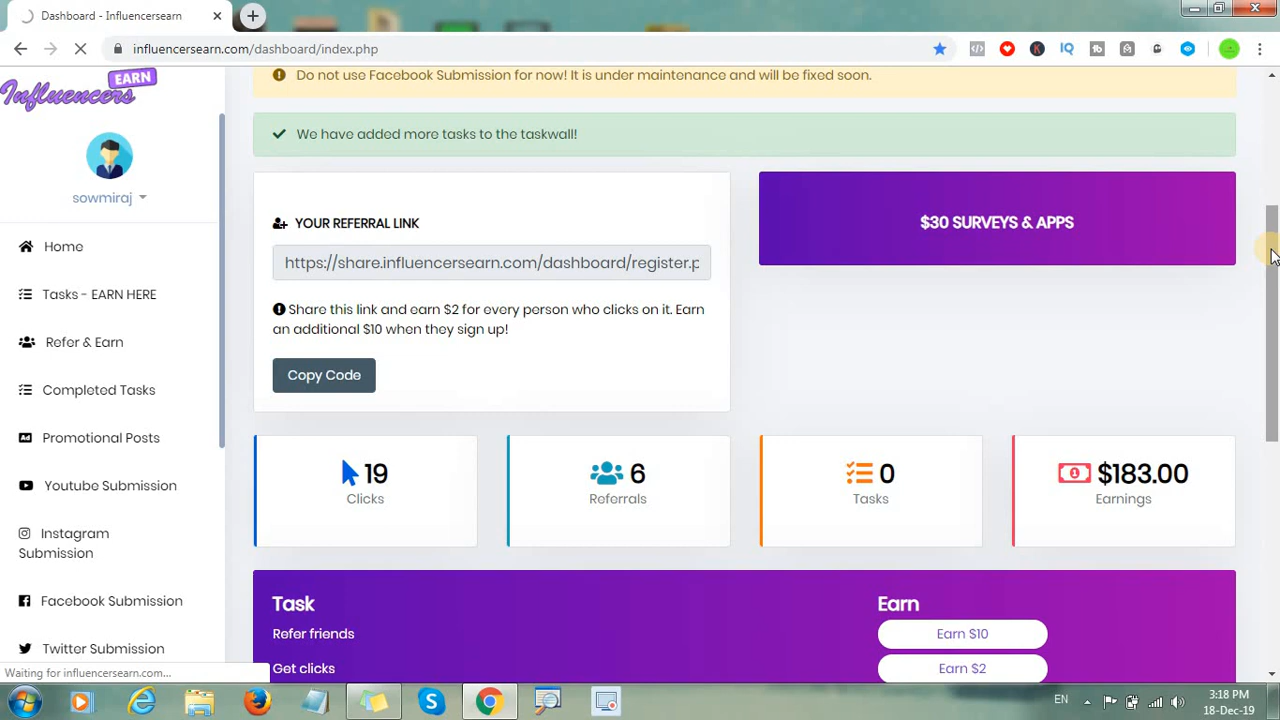 Dashboard - Influencersearn
influencersearn.com/dashboard/index.php
EARN
Influencers
sowmiraj
Home
Tasks - EARN HERE
Refer & Earn
Completed Tasks
Promotional Posts
Youtube Submission
Instagram
Submission
Facebook Submission
Twitter Submission
Waiting for influencersearn.com...
Do not use Facebook Submission for now! It is under maintenance and will be fixed soon.
We have added more tasks to the taskwall!
YOUR REFERRAL LINK
https://share.influencersearn.com/dashboard/register.p
Share this link and earn $2 for every person who clicks on it. Earn
an additional $10 when they sign up!
Copy Code
$30 SURVEYS & APPS
19
Clicks
6
Referrals
0
Tasks
$183.00
Earnings
Task
Earn
Refer friends
Earn $10
Get clicks
Earn $2
EN
3:18 PM
18-Dec-19